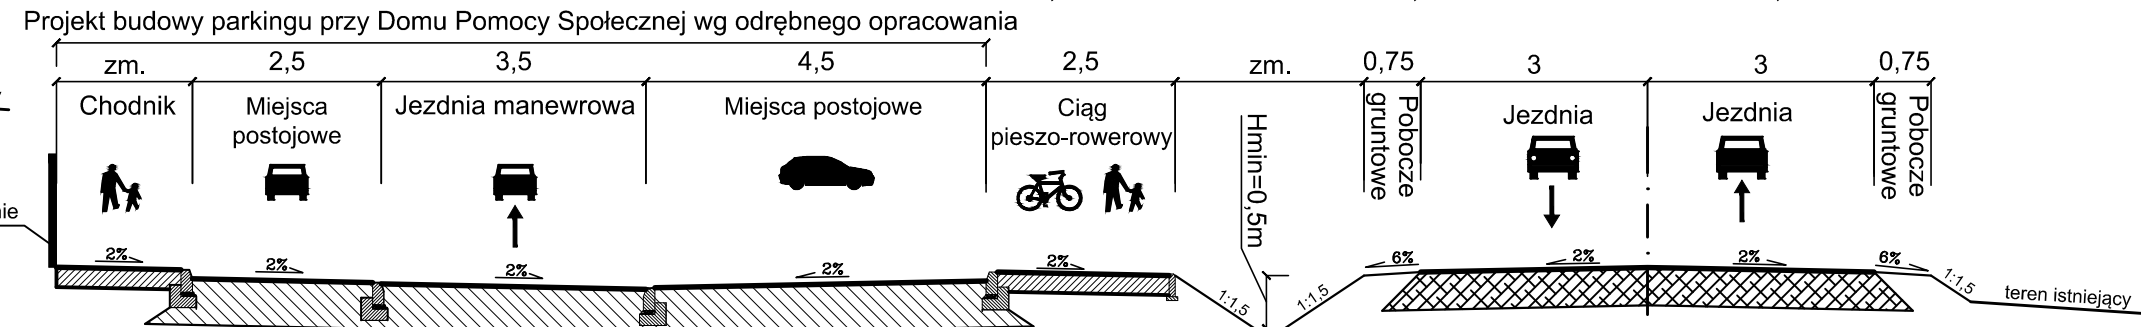 Projekt budowy parkingu przy Domu Pomocy Społecznej wg odrębnego opracowania
zm. 2,5 3,5 4,5 2,5 zm. 0,75 3 3 0,75
Chodnik
Miejsca
postojowe
Jezdnia manewrowa
Miejsca postojowe
Ciąg
pieszo-rowerowy
Hmin=0,5m
Pobocze
gruntowe
Jezdnia
Jezdnia
Pobocze
gruntowe
2% 2% 2% 2% 2% 6% 2% 2% 6%
1:1,5 1:1,5 1:1,5
teren istniejący